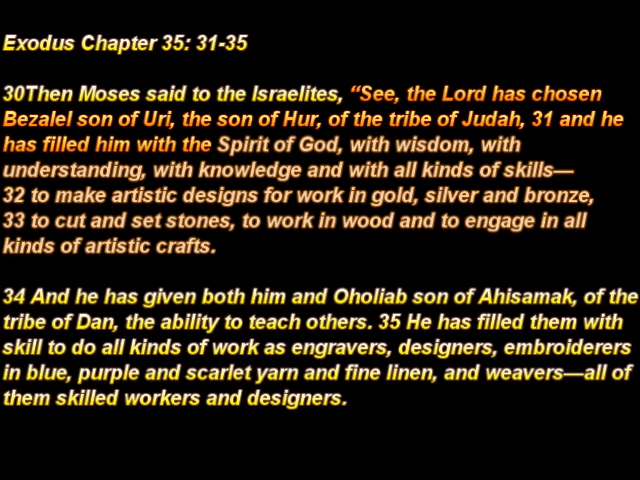 Exodus Chapter 35: 31-35
30Then Moses said to the Israelites, “See, the Lord has chosen
Bezalel son of Uri, the son of Hur, of the tribe of Judah, 31 and he
has filled him with the Spirit of God, with wisdom, with
understanding, with knowledge and with all kinds of skills—
32 to make artistic designs for work in gold, silver and bronze,
33 to cut and set stones, to work in wood and to engage in all
kinds of artistic crafts.
34 And he has given both him and Oholiab son of Ahisamak, of the
tribe of Dan, the ability to teach others. 35 He has filled them with
skill to do all kinds of work as engravers, designers, embroiderers
in blue, purple and scarlet yarn and fine linen, and weavers—all of
them skilled workers and designers.